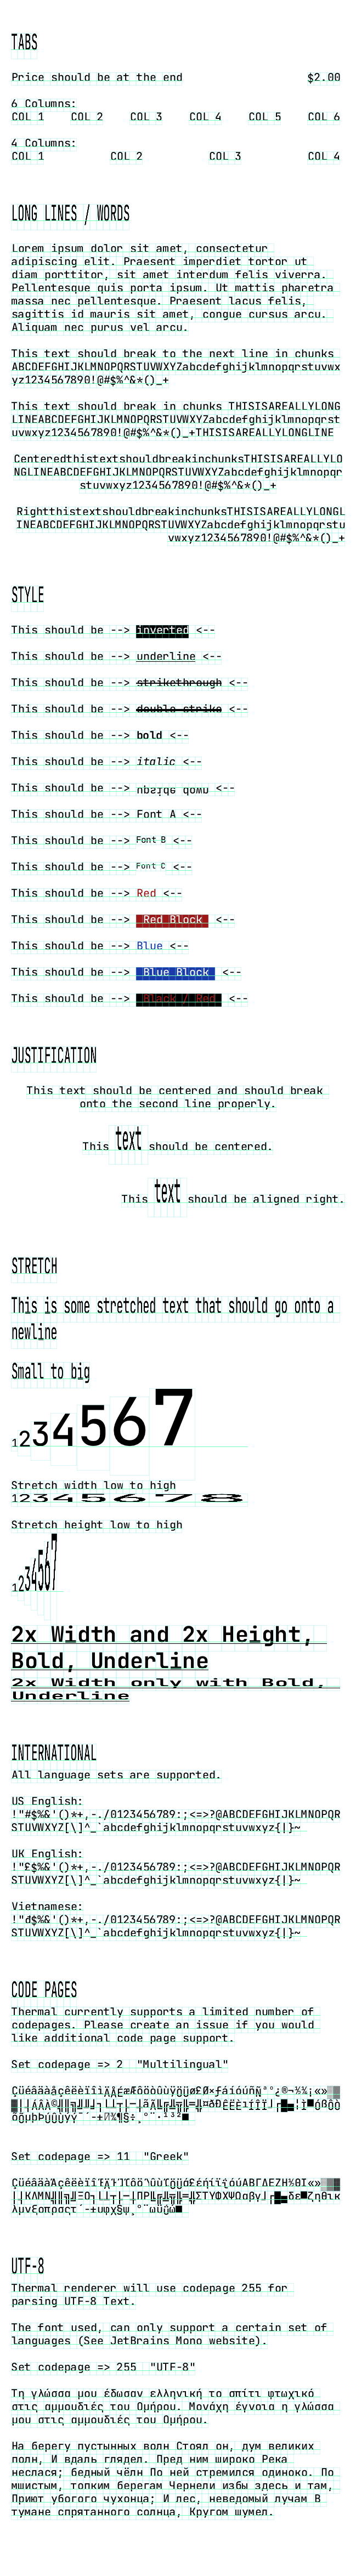 TABS
Price should be at the end $2.00
6 Columns:
COL 1 COL 2 COL 3 COL 4 COL 5 COL 6
4 Columns:
COL 1 COL 2 COL 3 COL 4
LONG LINES / WORDS
Lorem ipsum dolor sit amet, consectetur
adipiscing elit. Praesent imperdiet tortor ut
diam porttitor, sit amet interdum felis viverra.
Pellentesque quis porta ipsum. Ut mattis pharetra
massa nec pellentesque. Praesent lacus felis,
sagittis id mauris sit amet, congue cursus arcu.
Aliquam nec purus vel arcu.
This text should break to the next line in chunks
ABCDEFGHIJKLMNOPQRSTUVWXYZabcdefghijklmnopqrstuvwx
yz1234567890!@#$%^&*()_+
This text should break in chunks THISISAREALLYLONG
LINEABCDEFGHIJKLMNOPQRSTUVWXYZabcdefghijklmnopqrst
uvwxyz1234567890!@#$%^&*()_+THISISAREALLYLONGLINE
CenteredthistextshouldbreakinchunksTHISISAREALLYLO
NGLINEABCDEFGHIJKLMNOPQRSTUVWXYZabcdefghijklmnopqr
stuvwxyz1234567890!@#$%^&*()_+
RightthistextshouldbreakinchunksTHISISAREALLYLONGL
INEABCDEFGHIJKLMNOPQRSTUVWXYZabcdefghijklmnopqrstu
vwxyz1234567890!@#$%^&*()_+
STYLE
This should be --> inverted <--
This should be --> underline <--
This should be --> strikethrough <--
This should be --> double-strike <--
This should be --> bold <--
This should be --> italic <--
This should be --> upside down <--
This should be --> Font A <--
This should be --> Font B <--
This should be --> Font C <--
This should be --> Red <--
This should be --> Red Block <--
This should be --> Blue <--
This should be --> Blue Block <--
This should be --> Black / Red <--
JUSTIFICATION
This text should be centered and should break
onto the second line properly.
This text should be centered.
This text should be aligned right.
STRETCH
This is some stretched text that should go onto a
newline
Small to big
1234567
Stretch width low to high
12345678
Stretch height low to high
1234567
2x Width and 2x Height,
Bold, Underline
2x Width only with Bold,
Underline
INTERNATIONAL
All language sets are supported.
US English:
!"#$%&'()*+,-./0123456789:;<=>?@ABCDEFGHIJKLMNOPQR
STUVWXYZ[\]^_`abcdefghijklmnopqrstuvwxyz{|}~
UK English:
!"£$%&'()*+,-./0123456789:;<=>?@ABCDEFGHIJKLMNOPQR
STUVWXYZ[\]^_`abcdefghijklmnopqrstuvwxyz{|}~
Vietnamese:
!"đ$%&'()*+,-./0123456789:;<=>?@ABCDEFGHIJKLMNOPQR
STUVWXYZ[\]^_`abcdefghijklmnopqrstuvwxyz{|}~
CODE PAGES
Thermal currently supports a limited number of
codepages. Please create an issue if you would
like additional code page support.
Set codepage => 2 "Multilingual"
Set codepage => 11 "Greek"
UTF-8
Thermal renderer will use codepage 255 for
parsing UTF-8 Text.
The font used, can only support a certain set of
languages (See JetBrains Mono website).
Set codepage => 255 "UTF-8"
Τη γλώσσα μου έδωσαν ελληνική το σπίτι φτωχικό
στις αμμουδιές του Ομήρου. Μονάχη έγνοια η γλώσσα
μου στις αμμουδιές του Ομήρου.
На берегу пустынных волн Стоял он, дум великих
полн, И вдаль глядел. Пред ним широко Река
неслася; бедный чёлн По ней стремился одиноко. По
мшистым, топким берегам Чернели избы здесь и там,
Приют убогого чухонца; И лес, неведомый лучам В
тумане спрятанного солнца, Кругом шумел.